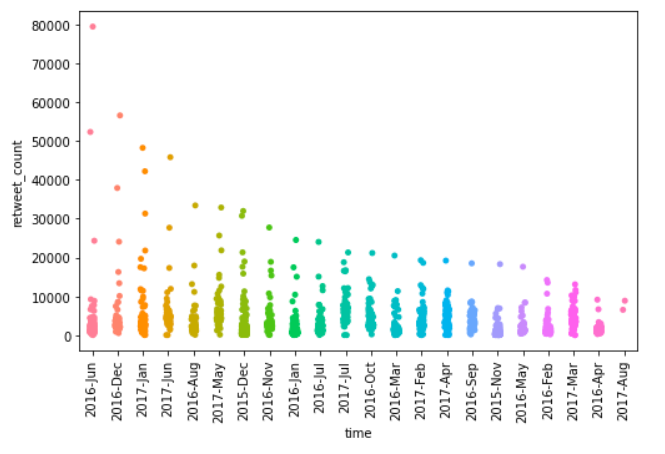 80000
70000
60000
50000
40000
30000
20000
10000
0
retweet_count
2016-Jun
2016-Dec
2017-Jan
2017-Jun
2016-Aug
2017-May
2015-Dec
2016-Nov
2016-Jan
2016-Jul
2017-Jul
2016-Oct
2016-Mar
2017-Feb
2017-Apr
2016-Sep
2015-Nov
2016-May
2016-Feb
2017-Mar
2016-Apr
2017-Aug
time